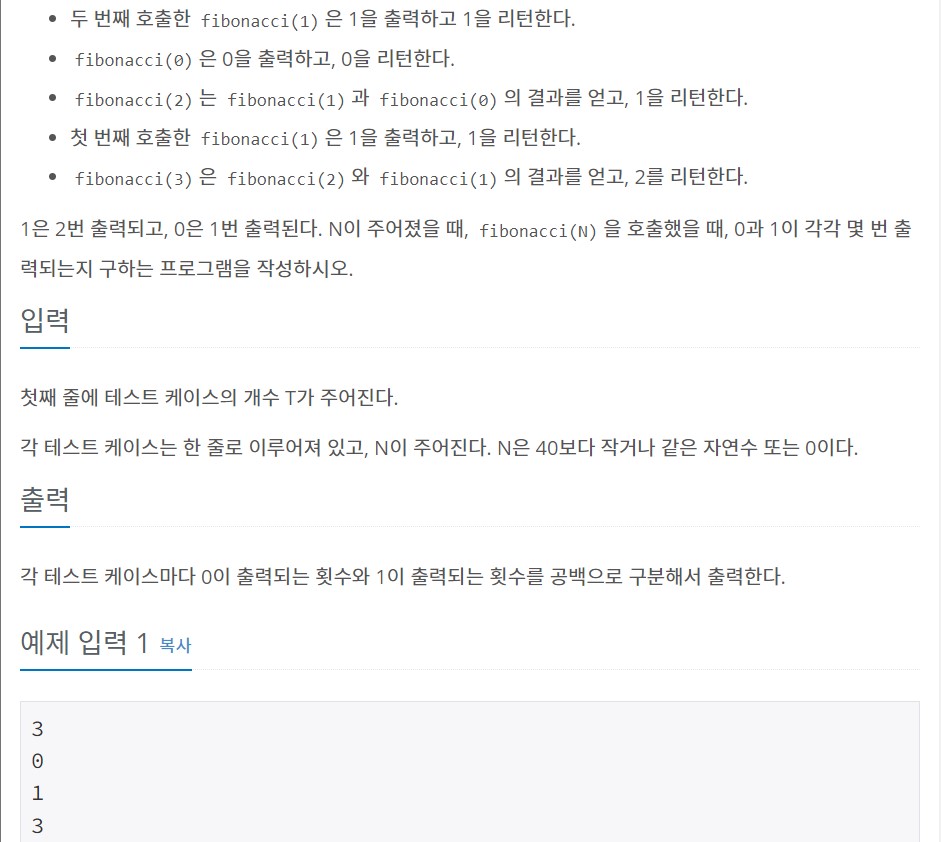 두 번째 호출한 fibonacci(1) 은 1을 출력하고 1을 리턴한다.
fibonacci(0) 은 0을 출력하고, 0을 리턴한다.
fibonacci(2) 는 fibonacci(1) 과 fibonacci(0) 의 결과를 얻고, 1을 리턴한다.
첫 번째 호출한 fibonacci(1) 은 1을 출력하고, 1을 리턴한다.
fibonacci(3) 은 fibonacci(2) 와 fibonacci(1) 의 결과를 얻고, 2를 리턴한다.
1은 2번 출력되고, 0은 1번 출력된다. N이 주어졌을 때, fibonacci(N) 을 호출했을 때, 0과 1이 각각 몇 번 출
력되는지 구하는 프로그램을 작성하시오.
입력
첫째 줄에 테스트 케이스의 개수 T가 주어진다.
각 테스트 케이스는 한 줄로 이루어져 있고, N이 주어진다. N은 40보다 작거나 같은 자연수 또는 0이다.
출력
각 테스트 케이스마다 0이 출력되는 횟수와 1이 출력되는 횟수를 공백으로 구분해서 출력한다.
예제 입력 1 복사
3
0
1
3